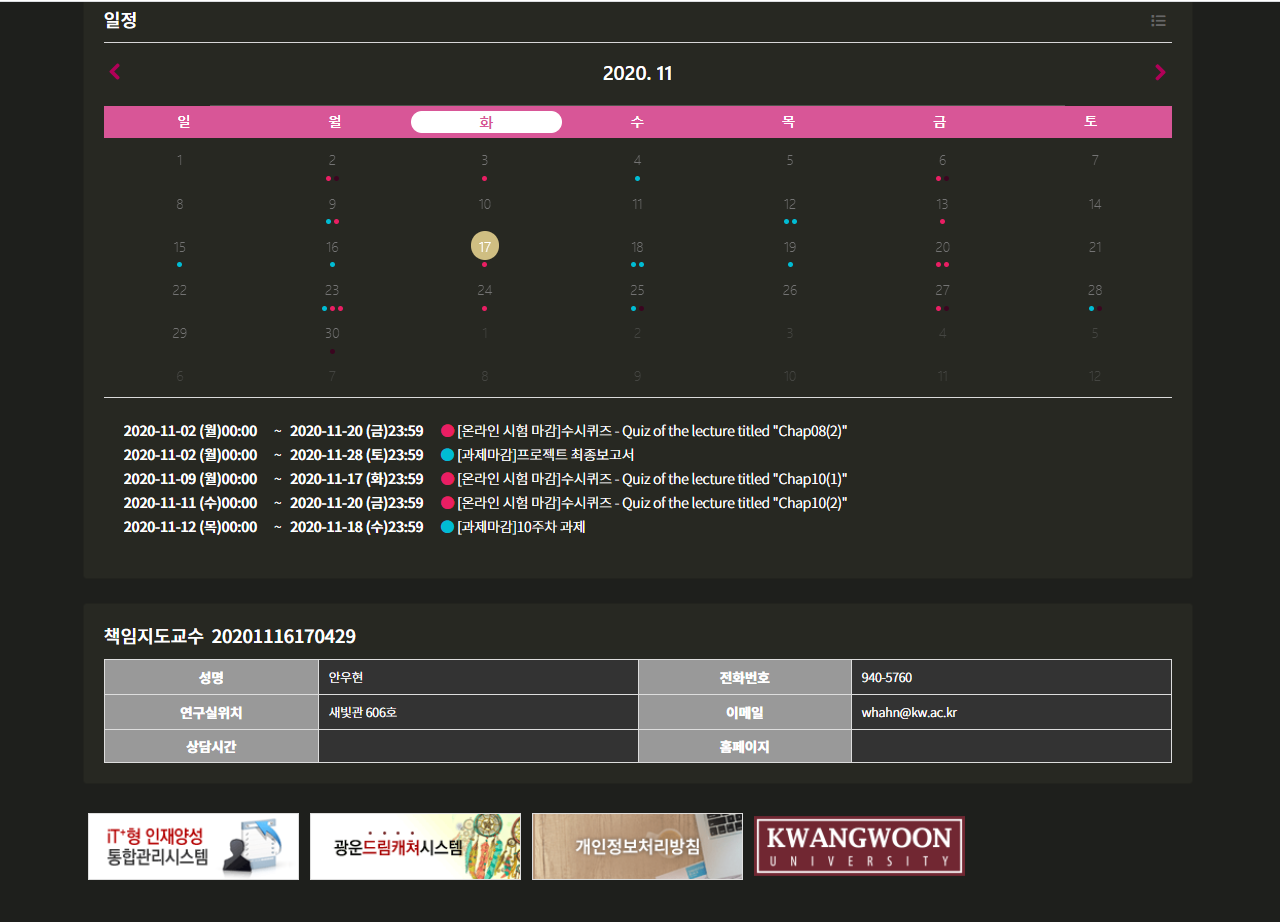 일정
2020. 11
일 월 화 수 목 금 토
1 2 3 4 5 6 7
8 9 10 11 12 13 14
15 16 17 18 19 20 21
22 23 24 25 26 27 28
29 30 1 2 3 4 5
6 7 8 9 10 11 12
2020-11-02 (월)00:00 ~ 2020-11-20 (금)23:59 [온라인 시험 마감]수시퀴즈 - Quiz of the lecture titled "Chap08(2)"
2020-11-02 (월)00:00 ~ 2020-11-28 (토)23:59 [과제마감]프로젝트 최종보고서
2020-11-09 (월)00:00 ~ 2020-11-17 (화)23:59 [온라인 시험 마감]수시퀴즈 - Quiz of the lecture titled "Chap10(1)"
2020-11-11 (수)00:00 ~ 2020-11-20 (금)23:59 [온라인 시험 마감]수시퀴즈 - Quiz of the lecture titled "Chap10(2)"
2020-11-12 (목)00:00 ~ 2020-11-18 (수)23:59 [과제마감]10주차 과제
책임지도교수 20201116170429
성명 안우현 전화번호 940-5760
연구실위치 새빛관 606호 이메일 whahn@kw.ac.kr
상담시간 홈페이지
iT+형 인재양성
통합관리시스템
광운드림캐쳐시스템
개인정보처리방침
KWANGWOON
UNIVERSITY